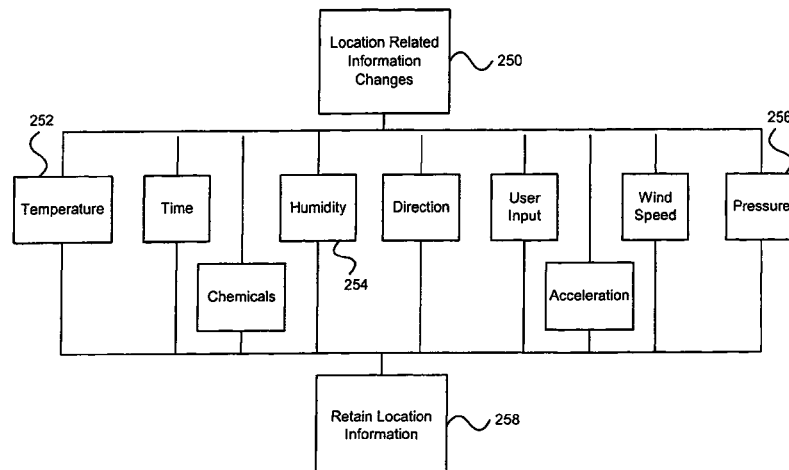 Location Related
Information
Changes
250
252
256
Temperature
Time
Humidity
Direction
User
Input
Wind
Speed
Pressure
254
Chemicals
Acceleration
Retain Location
Information
258